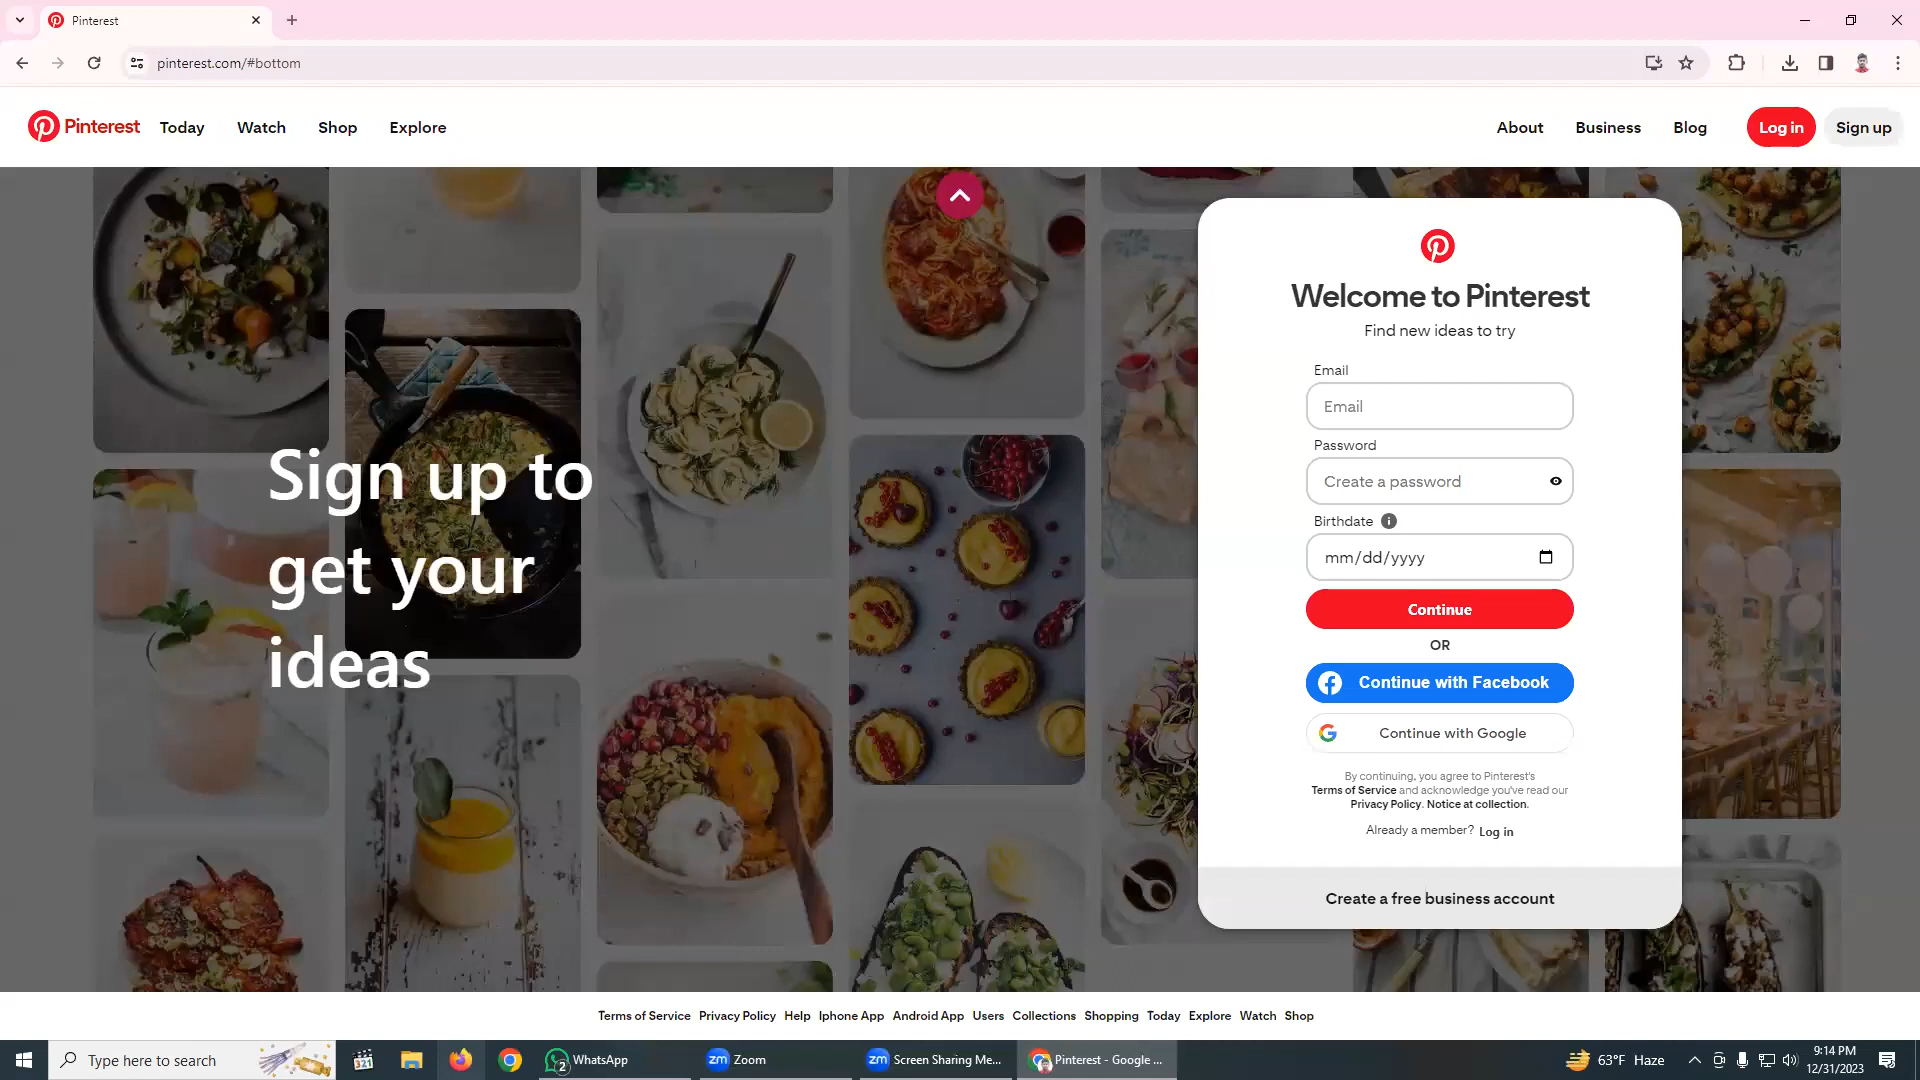 Pinterest
pinterest.com/#bottom
Pinterest Today Watch Shop Explore About Business Blog Log in Sign up
Sign up to
get your
ideas
Welcome to Pinterest
Find new ideas to try
Email
Email
Password
Create a password
Birthdate
mm/dd/yyyy
Continue
OR
Continue with Facebook
Continue with Google
By continuing, you agree to Pinterest's
Terms of Service and acknowledge you've read our
Privacy Policy. Notice at collection.
Already a member? Log in
Create a free business account
Terms of Service Privacy Policy Help Iphone App Android App Users Collections Shopping Today Explore Watch Shop
Type here to search 321 2 WhatsApp zm Zoom zm Screen Sharing Me... Pinterest - Google ... 63°F Haze 9:14 PM
12/31/2023